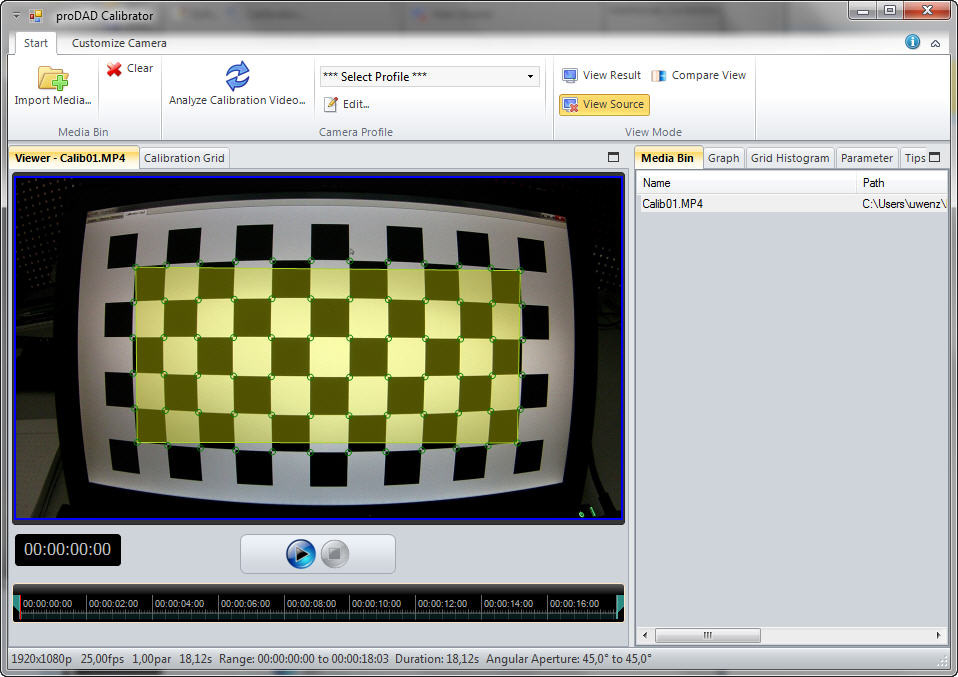 proDAD Calibrator
Start Customize Camera
Import Media... Clear
Media Bin
Analyze Calibration Video...
*** Select Profile ***
Edit...
Camera Profile
View Result Compare View
View Source
View Mode
Viewer - Calib01.MP4 Calibration Grid
Media Bin Graph Grid Histogram Parameter Tips
Name Path
Calib01.MP4 C:\Users\uwenz\
00:00:00:00
00:00:00:00 00:00:02:00 00:00:04:00 00:00:06:00 00:00:08:00 00:00:10:00 00:00:12:00 00:00:14:00 00:00:16:00
1920x1080p 25,00fps 1,00par 18,12s Range: 00:00:00:00 to 00:00:18:03 Duration: 18,12s Angular Aperture: 45,0° to 45,0°